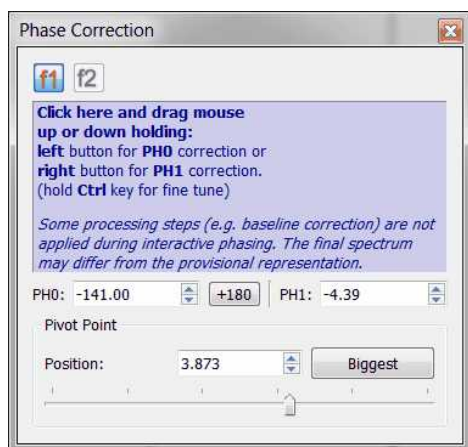 Phase Correction
f1 f2
Click here and drag mouse
up or down holding:
left button for PH0 correction or
right button for PH1 correction.
(hold Ctrl key for fine tune)
Some processing steps (e.g. baseline correction) are not
applied during interactive phasing. The final spectrum
may differ from the provisional representation.
PH0: -141.00 +180 PH1: -4.39
Pivot Point
Position: 3.873 Biggest